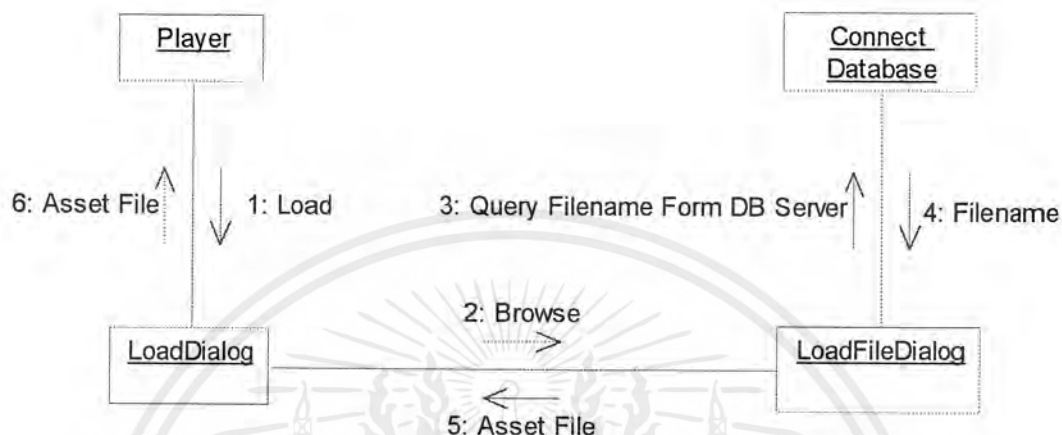 Player
Connect
Database
6: Asset File
1: Load
3: Query Filename Form DB Server
4: Filename
2: Browse
LoadDialog
LoadFileDialog
5: Asset File